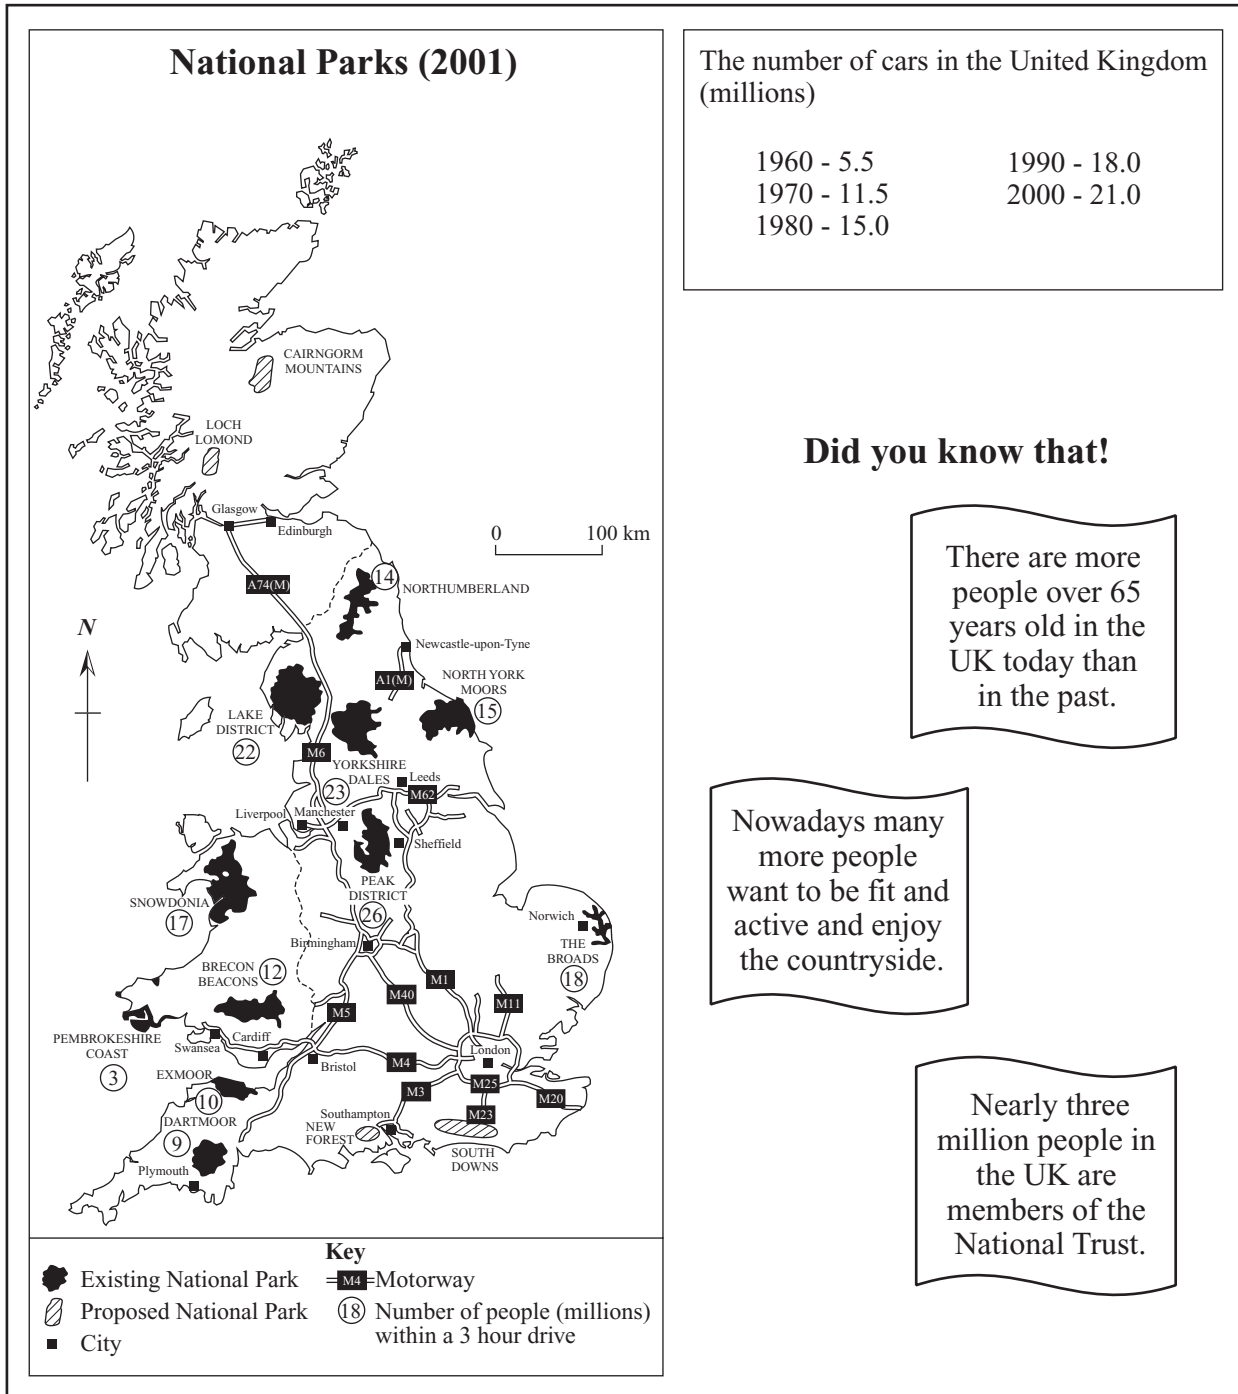 National Parks (2001)
CAIRNGORM
MOUNTAINS
LOCH
LOMOND
Glasgow
Edinburgh
0 100 km
A74(M)
14
NORTHUMBERLAND
N
Newcastle-upon-Tyne
A1(M)
NORTH YORK
MOORS
15
LAKE
DISTRICT
22
M6
YORKSHIRE
DALES
23
Leeds
M62
Liverpool
Manchester
Sheffield
PEAK
DISTRICT
26
SNOWDONIA
17
Norwich
THE
BROADS
18
Birmingham
BRECON
BEACONS
12
M1
M40
M11
M5
PEMBROKESHIRE
COAST
3
Swansea
Cardiff
Bristol
M4
London
M25
M3
M20
M23
EXMOOR
10
DARTMOOR
9
Plymouth
Southampton
NEW
FOREST
SOUTH
DOWNS
Key
Existing National Park
Proposed National Park
City
M4 Motorway
18 Number of people (millions)
within a 3 hour drive
The number of cars in the United Kingdom
(millions)
1960 - 5.5
1970 - 11.5
1980 - 15.0
1990 - 18.0
2000 - 21.0
Did you know that!
There are more
people over 65
years old in the
UK today than
in the past.
Nowadays many
more people
want to be fit and
active and enjoy
the countryside.
Nearly three
million people in
the UK are
members of the
National Trust.